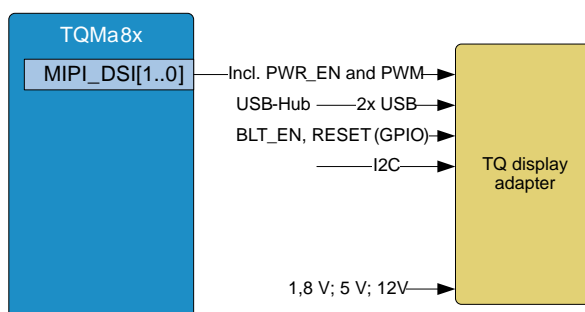 TQMa8x
MIPI_DSI[1..0]
Incl. PWR_EN and PWM
USB-Hub 2x USB
BLT_EN, RESET (GPIO)
I2C
TQ display
adapter
1,8 V; 5 V; 12V